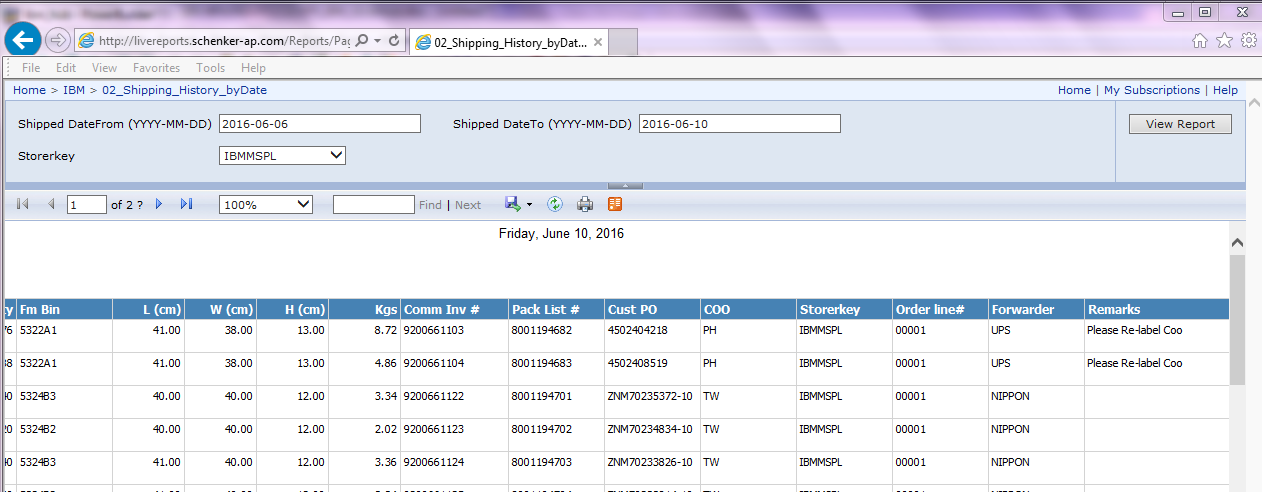 http://livereports.schenker-ap.com/Reports/Pag
02_Shipping_History_byDat...
File Edit View Favorites Tools Help
Home > IBM > 02_Shipping_History_byDate
Home | My Subscriptions | Help
Shipped DateFrom (YYYY-MM-DD) 2016-06-06 Shipped DateTo (YYYY-MM-DD) 2016-06-10 View Report
Storerkey IBMMSPL
1 of 2 ? 100% Find | Next
Friday, June 10, 2016
Fm Bin L (cm) W (cm) H (cm) Kgs Comm Inv # Pack List # Cust PO COO Storerkey Order line# Forwarder Remarks
5322A1 41.00 38.00 13.00 8.72 9200661103 8001194682 4502404218 PH IBMMSPL 00001 UPS Please Re-label Coo
5322A1 41.00 38.00 13.00 4.86 9200661104 8001194683 4502408519 PH IBMMSPL 00001 UPS Please Re-label Coo
5324B3 40.00 40.00 12.00 3.34 9200661122 8001194701 ZNM70235372-10 TW IBMMSPL 00001 NIPPON
5324B2 40.00 40.00 12.00 2.02 9200661123 8001194702 ZNM70234834-10 TW IBMMSPL 00001 NIPPON
5324B3 41.00 40.00 12.00 3.36 9200661124 8001194703 ZNM70233826-10 TW IBMMSPL 00001 NIPPON